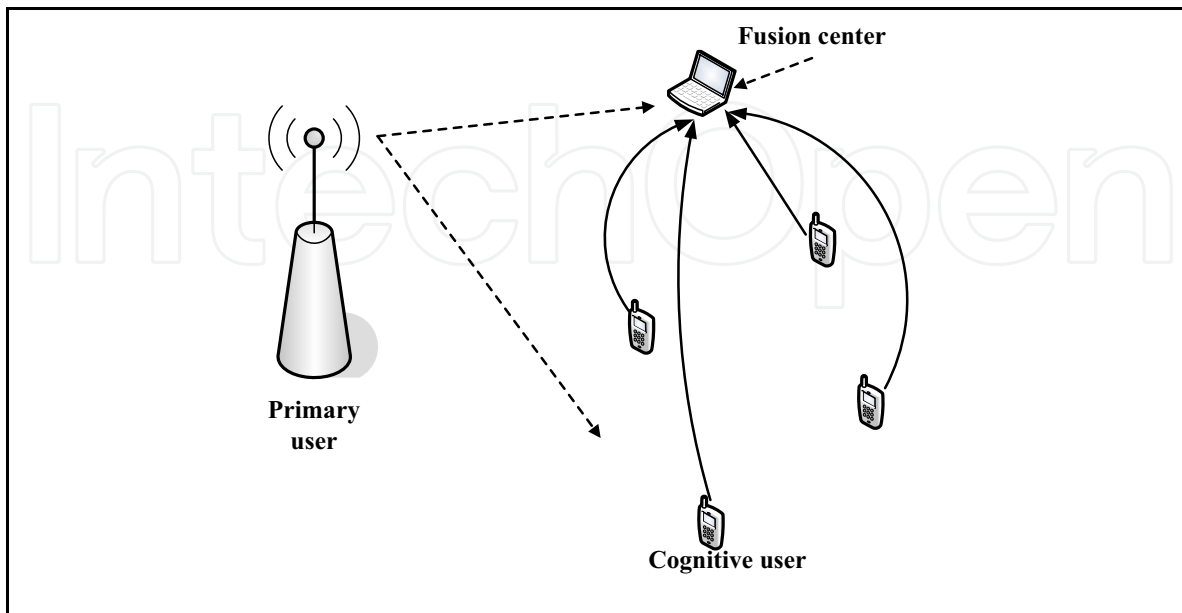 Fusion center
IntechOpen
Primary
user
Cognitive user